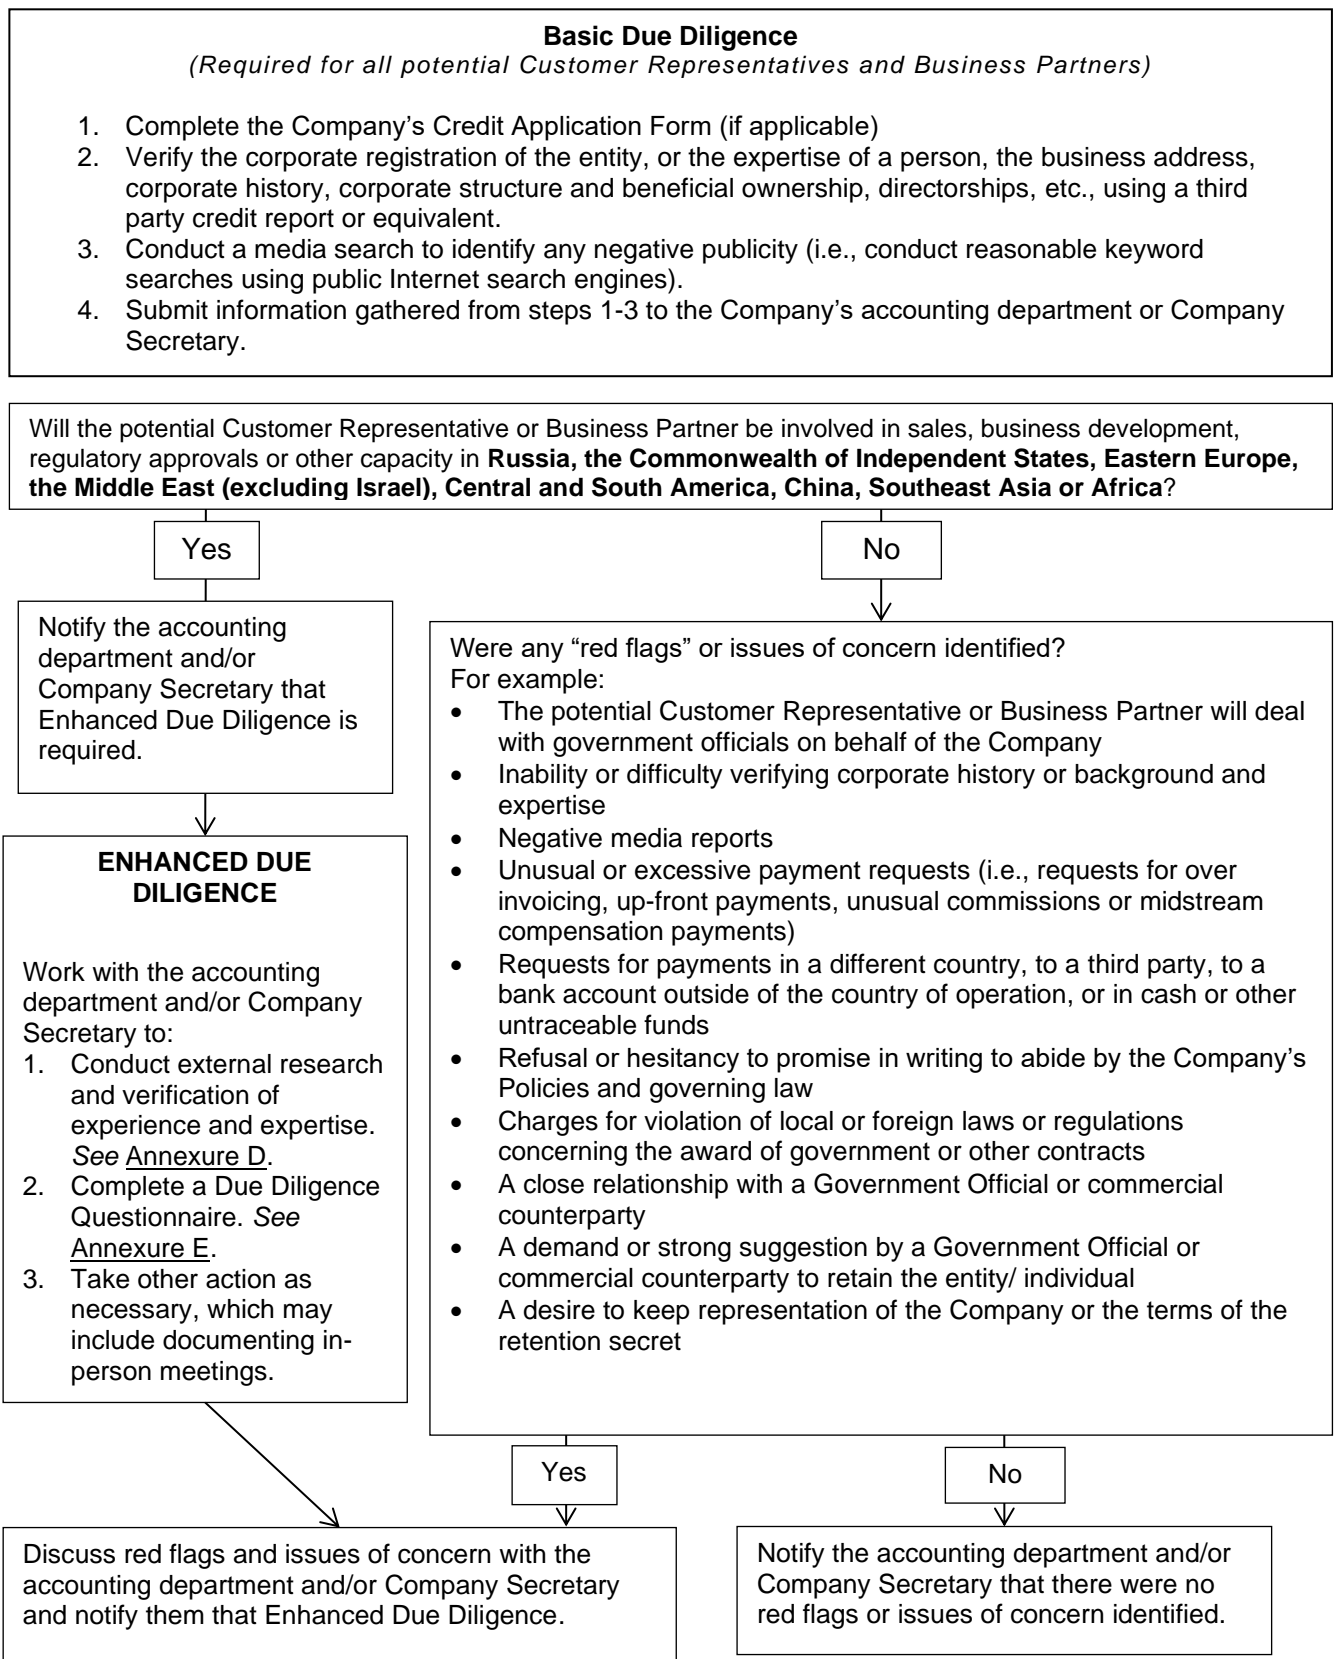 Basic Due Diligence
(Required for all potential Customer Representatives and Business Partners)
1. Complete the Company's Credit Application Form (if applicable)
2. Verify the corporate registration of the entity, or the expertise of a person, the business address,
corporate history, corporate structure and beneficial ownership, directorships, etc., using a third
party credit report or equivalent.
3. Conduct a media search to identify any negative publicity (i.e., conduct reasonable keyword
searches using public Internet search engines).
4. Submit information gathered from steps 1-3 to the Company's accounting department or Company
Secretary.
Will the potential Customer Representative or Business Partner be involved in sales, business development,
regulatory approvals or other capacity in Russia, the Commonwealth of Independent States, Eastern Europe,
the Middle East (excluding Israel), Central and South America, China, Southeast Asia or Africa?
Yes
No
Notify the accounting
department and/or
Company Secretary that
Enhanced Due Diligence is
required.
ENHANCED DUE
DILIGENCE
Work with the accounting
department and/or Company
Secretary to:
1. Conduct external research
and verification of
experience and expertise.
See Annexure D.
2. Complete a Due Diligence
Questionnaire. See
Annexure E.
3. Take other action as
necessary, which may
include documenting in-
person meetings.
Were any “red flags” or issues of concern identified?
For example:
• The potential Customer Representative or Business Partner will deal
with government officials on behalf of the Company
• Inability or difficulty verifying corporate history or background and
expertise
• Negative media reports
• Unusual or excessive payment requests (i.e., requests for over
invoicing, up-front payments, unusual commissions or midstream
compensation payments)
• Requests for payments in a different country, to a third party, to a
bank account outside of the country of operation, or in cash or other
untraceable funds
• Refusal or hesitancy to promise in writing to abide by the Company's
Policies and governing law
• Charges for violation of local or foreign laws or regulations
concerning the award of government or other contracts
• A close relationship with a Government Official or commercial
counterparty
• A demand or strong suggestion by a Government Official or
commercial counterparty to retain the entity/ individual
• A desire to keep representation of the Company or the terms of the
retention secret
Yes
No
Discuss red flags and issues of concern with the
accounting department and/or Company Secretary
and notify them that Enhanced Due Diligence.
Notify the accounting department and/or
Company Secretary that there were no
red flags or issues of concern identified.